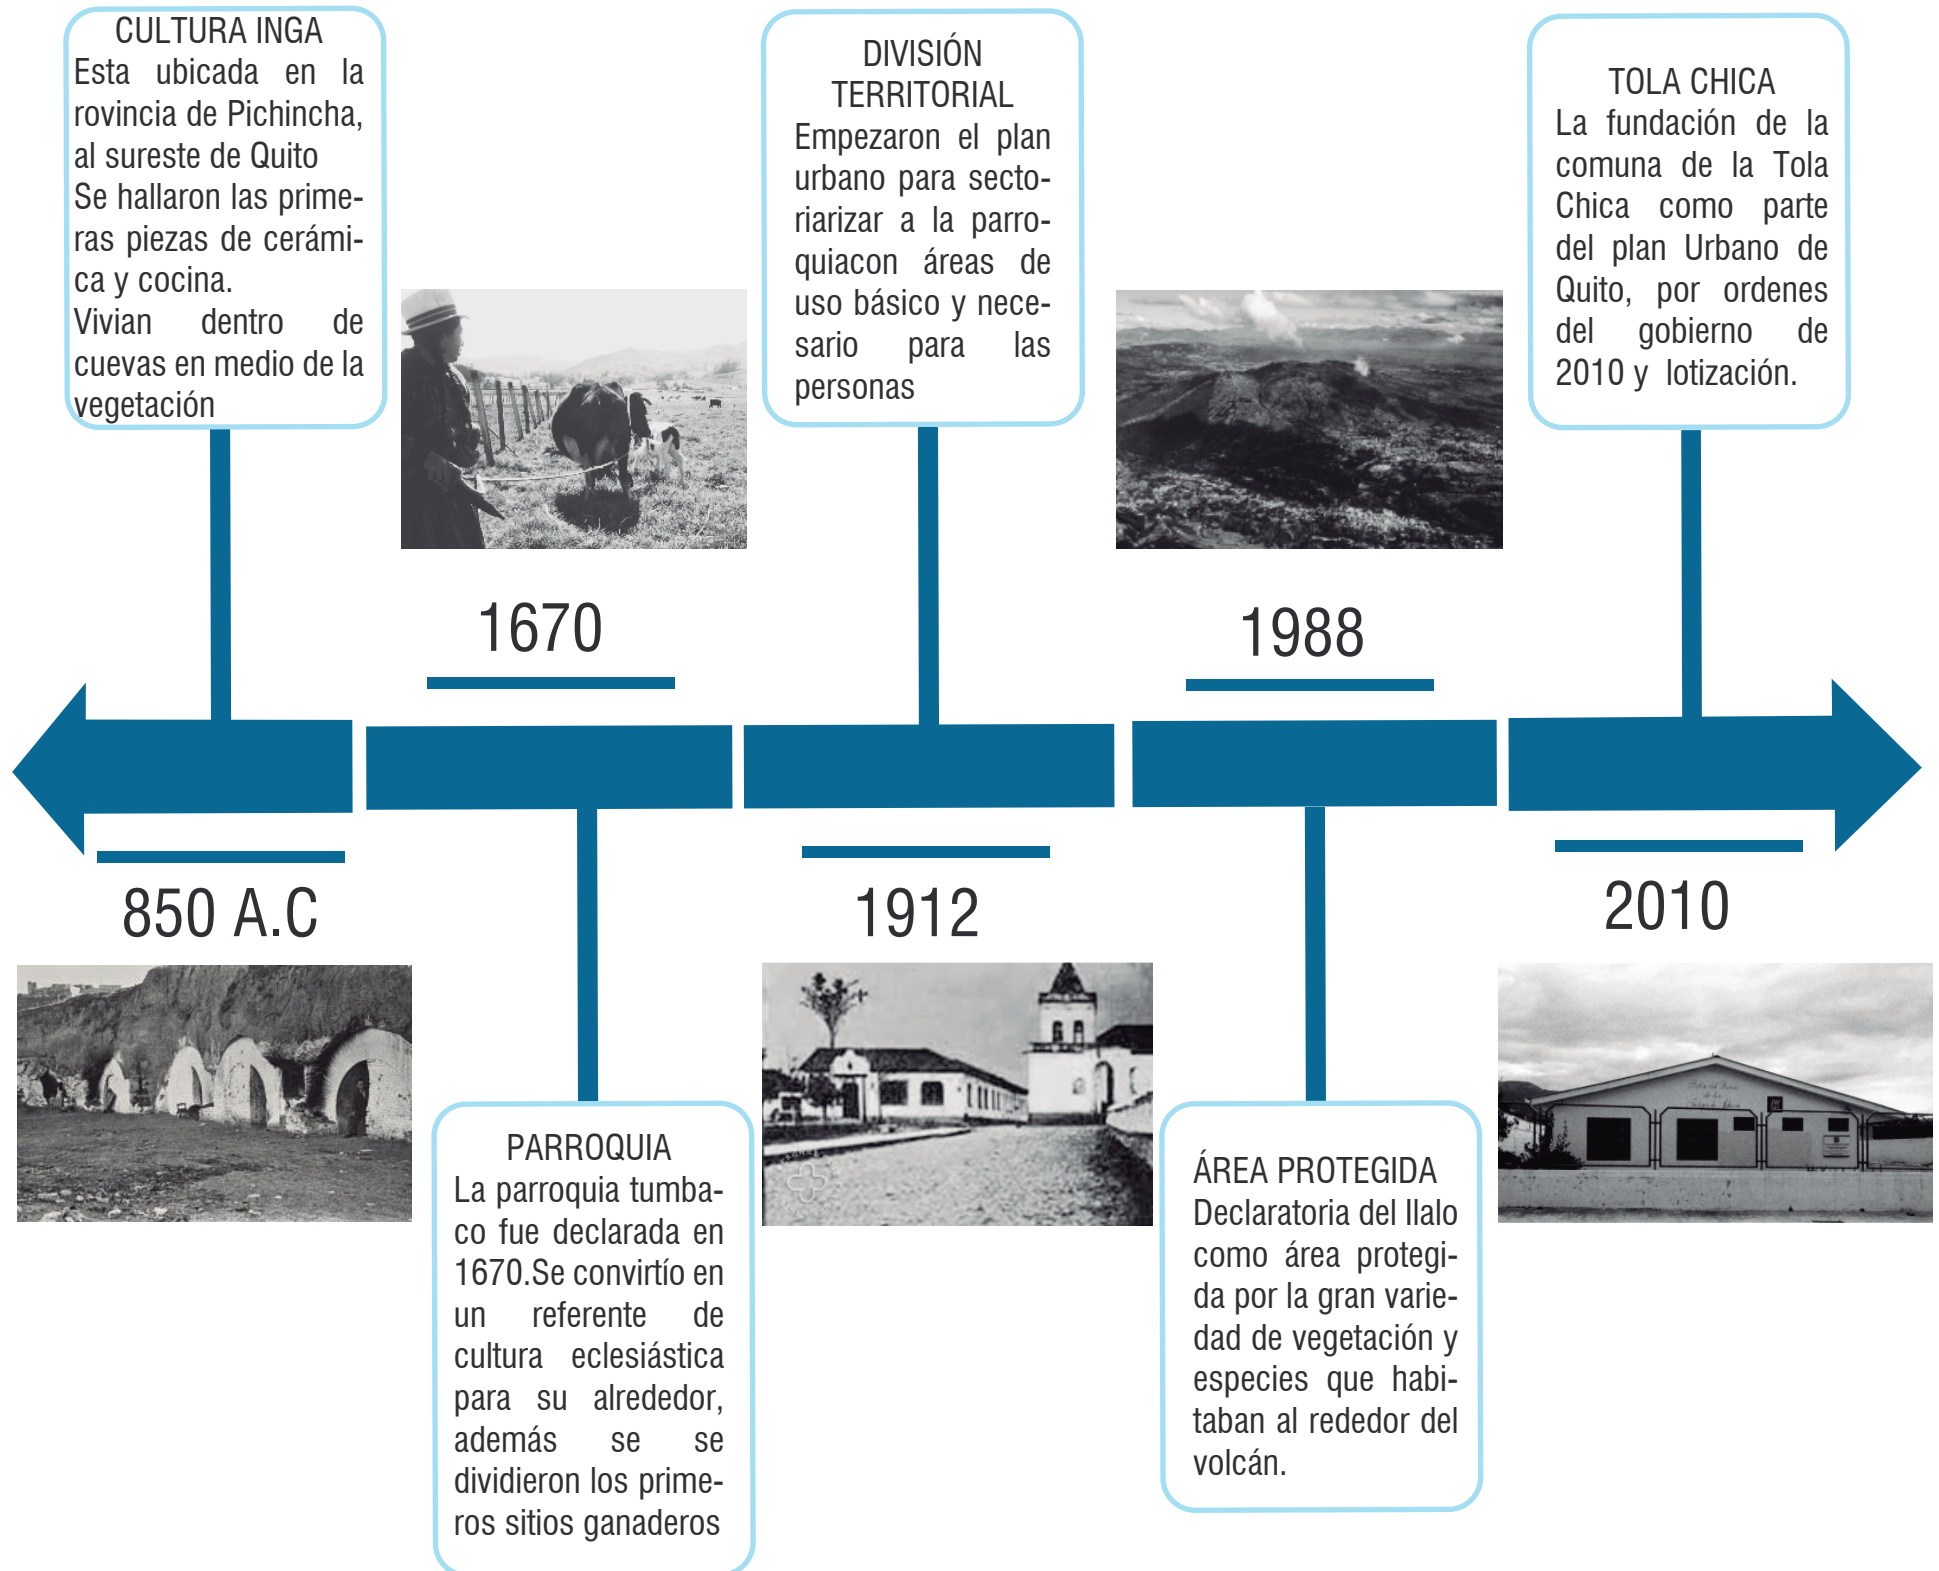 CULTURA INGA
Esta ubicada en la
rovincia de Pichincha,
al sureste de Quito
Se hallaron las prime-
ras piezas de cerámi-
ca y cocina.
Vivian dentro de
cuevas en medio de la
vegetación
DIVISIÓN
TERRITORIAL
Empezaron el plan
urbano para secto-
riarizar a la parro-
quiacon áreas de
uso básico y nece-
sario para las
personas
TOLA CHICA
La fundación de la
comuna de la Tola
Chica como parte
del plan Urbano de
Quito, por ordenes
del gobierno de
2010 y lotización.
1670
1988
850 A.C
1912
2010
PARROQUIA
La parroquia tumba-
co fue declarada en
1670.Se convirtío en
un referente de
cultura eclesiástica
para su alrededor,
además se se
dividieron los prime-
ros sitios ganaderos
ÁREA PROTEGIDA
Declaratoria del Ilalo
como área protegi-
da por la gran varie-
dad de vegetación y
especies que habi-
taban al rededor del
volcán.